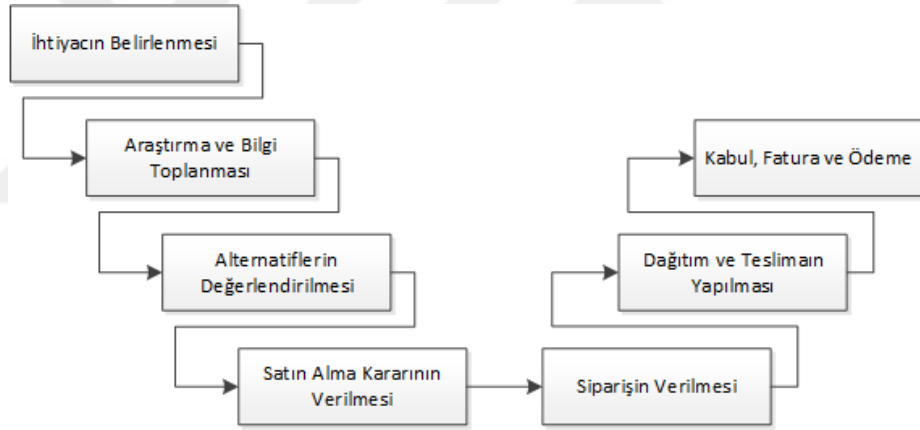 İhtiyacın Belirlenmesi
Araştırma ve Bilgi
Toplanması
Alternatiflerin
Değerlendirilmesi
Satın Alma Kararının
Verilmesi
Siparişin Verilmesi
Dağıtım ve Teslimaın
Yapılması
Kabul, Fatura ve Ödeme